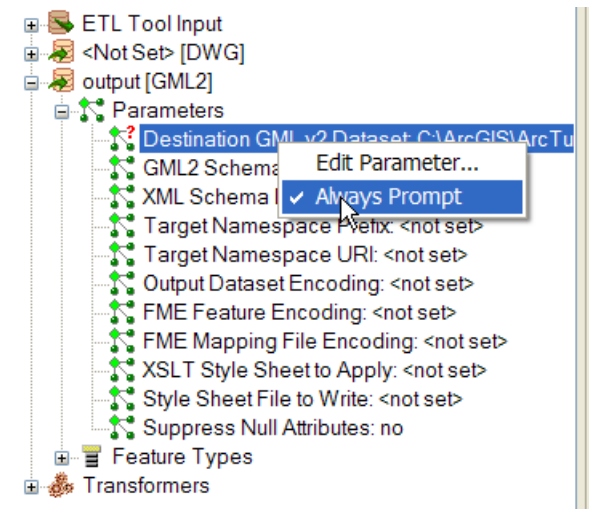 ETL Tool Input
<Not Set> [DWG]
output [GML2]
Parameters
Destination GML v2 Dataset: C:\ArcGIS\ArcTu
GML2 Schema
Edit Parameter...
XML Schema
Always Prompt
Target Namespace Prefix: <not set>
Target Namespace URI: <not set>
Output Dataset Encoding: <not set>
FME Feature Encoding: <not set>
FME Mapping File Encoding: <not set>
XSLT Style Sheet to Apply: <not set>
Style Sheet File to Write: <not set>
Suppress Null Attributes: no
Feature Types
Transformers